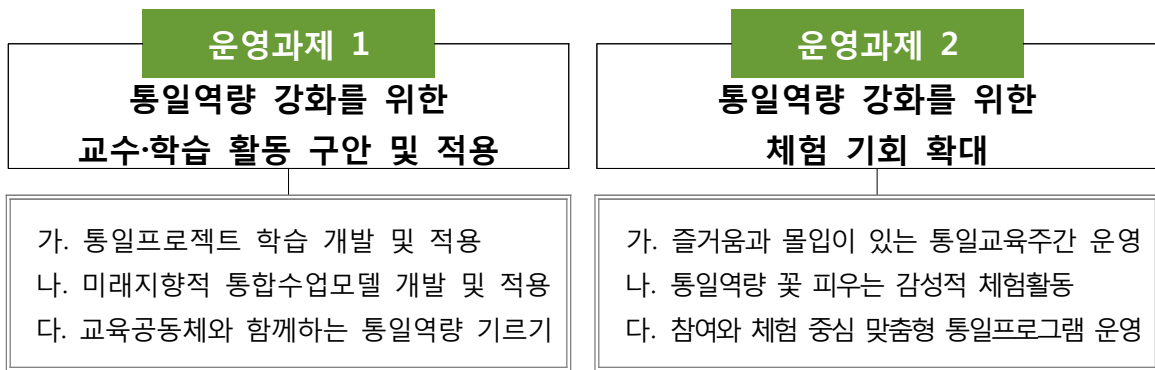 운영과제 1
통일역량 강화를 위한
교수·학습 활동 구안 및 적용
가. 통일프로젝트 학습 개발 및 적용
나. 미래지향적 통합수업모델 개발 및 적용
다. 교육공동체와 함께하는 통일역량 기르기
운영과제 2
통일역량 강화를 위한
체험 기회 확대
가. 즐거움과 몰입이 있는 통일교육주간 운영
나. 통일역량 꽃 피우는 감성적 체험활동
다. 참여와 체험 중심 맞춤형 통일프로그램 운영